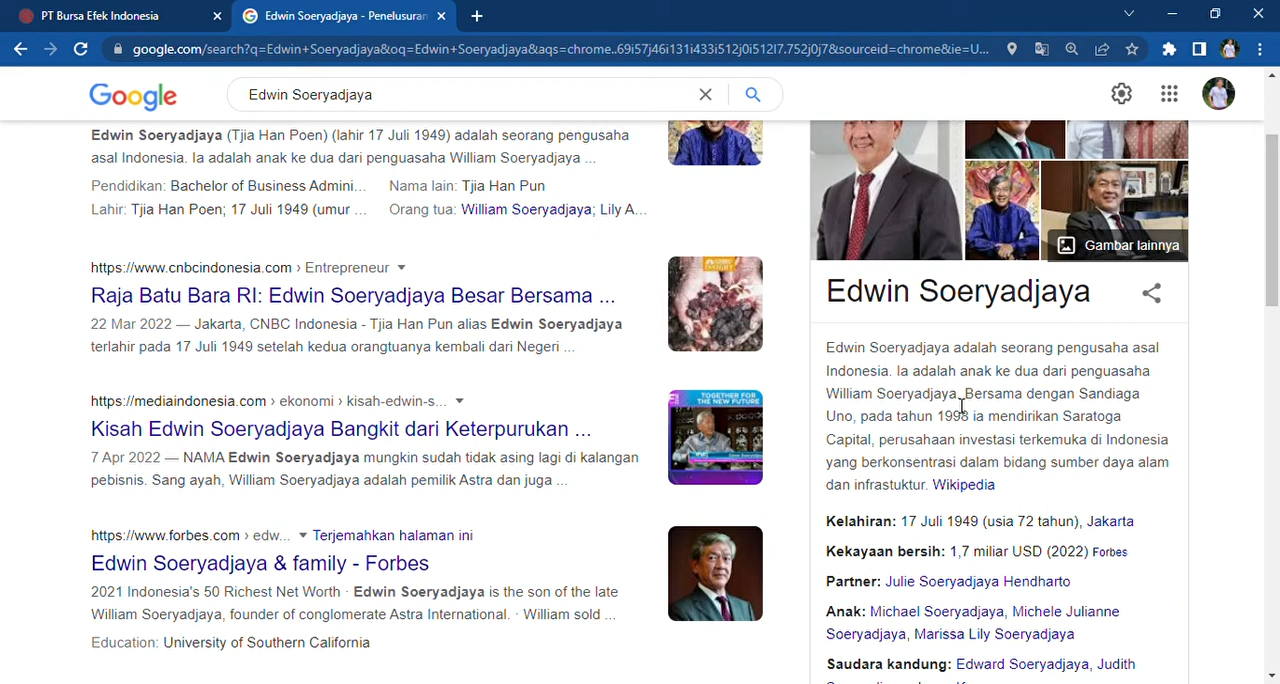 PT Bursa Efek Indonesia
Edwin Soeryadjaya - Penelusuran
google.com/search?q=Edwin+Soeryadjaya&oq=Edwin+Soeryadjaya&aqs=chrome..69i57j46i131i433i512j0i512l7.752j0j7&sourceid=chrome&ie=U...
Google
Edwin Soeryadjaya
Edwin Soeryadjaya (Tjia Han Poen) (lahir 17 Juli 1949) adalah seorang pengusaha
asal Indonesia. Ia adalah anak ke dua dari penguasaha William Soeryadjaya ...
Pendidikan: Bachelor of Business Admini... Nama lain: Tjia Han Pun
Lahir: Tjia Han Poen; 17 Juli 1949 (umur ... Orang tua: William Soeryadjaya; Lily A...
https://www.cnbcindonesia.com › Entrepreneur
Raja Batu Bara RI: Edwin Soeryadjaya Besar Bersama ...
22 Mar 2022 — Jakarta, CNBC Indonesia - Tjia Han Pun alias Edwin Soeryadjaya
terlahir pada 17 Juli 1949 setelah kedua orangtuanya kembali dari Negeri ...
https://mediaindonesia.com › ekonomi › kisah-edwin-s...
TOGETHER FOR
THE NEW FUTURE
Kisah Edwin Soeryadjaya Bangkit dari Keterpurukan ...
7 Apr 2022 — NAMA Edwin Soeryadjaya mungkin sudah tidak asing lagi di kalangan
pebisnis. Sang ayah, William Soeryadjaya adalah pemilik Astra dan juga ...
https://www.forbes.com › edw... Terjemahkan halaman ini
Edwin Soeryadjaya & family - Forbes
2021 Indonesia's 50 Richest Net Worth · Edwin Soeryadjaya is the son of the late
William Soeryadjaya, founder of conglomerate Astra International. · William sold ...
Education: University of Southern California
Gambar lainnya
Edwin Soeryadjaya
Edwin Soeryadjaya adalah seorang pengusaha asal
Indonesia. Ia adalah anak ke dua dari penguasaha
William Soeryadjaya. Bersama dengan Sandiaga
Uno, pada tahun 1998 ia mendirikan Saratoga
Capital, perusahaan investasi terkemuka di Indonesia
yang berkonsentrasi dalam bidang sumber daya alam
dan infrastuktur. Wikipedia
Kelahiran: 17 Juli 1949 (usia 72 tahun), Jakarta
Kekayaan bersih: 1,7 miliar USD (2022) Forbes
Partner: Julie Soeryadjaya Hendharto
Anak: Michael Soeryadjaya, Michele Julianne
Soeryadjaya, Marissa Lily Soeryadjaya
Saudara kandung: Edward Soeryadjaya, Judith